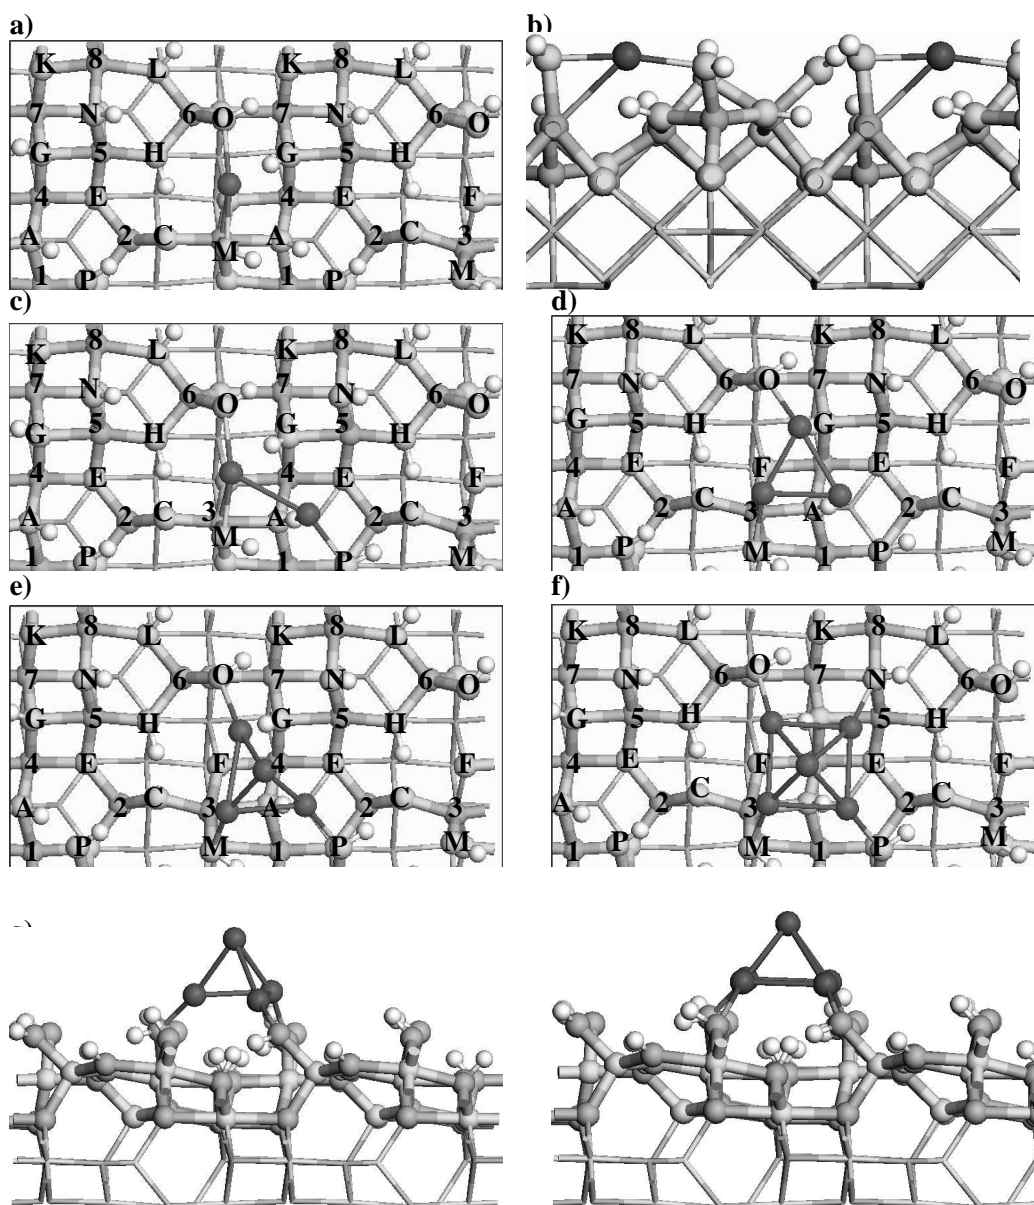 a)
K 8 L K 8 L
7 N 6 O 7 N 6 O
G 5 H G 5 H
4 E 4 E F
A 2 C A 2 C 3
M
1 P 1 P M
b)
c)
K 8 L K 8 L
7 N 6 O 7 N 6 O
G 5 H G 5 H
4 E 4 E F
A 2 C 3 A 2 C 3
M
1 P 1 P M
d)
K 8 L K 8 L
7 N 6 O 7 N 6 O
G 5 H G 5 H
4 E F E F
A 2 C 3 A 2 C 3
1 P M 1 P M
e)
K 8 L K 8 L
7 N 6 O 7 N 6 O
G 5 H G 5 H
4 E F 4 E F
A 2 C 3 A 2 C 3
1 P M 1 P M
f)
K 8 L K 8 L
7 N 6 O 7 N 6 O
G 5 H 5 H
4 E F E F
A 2 C 3 2 C 3
1 P M 1 P M